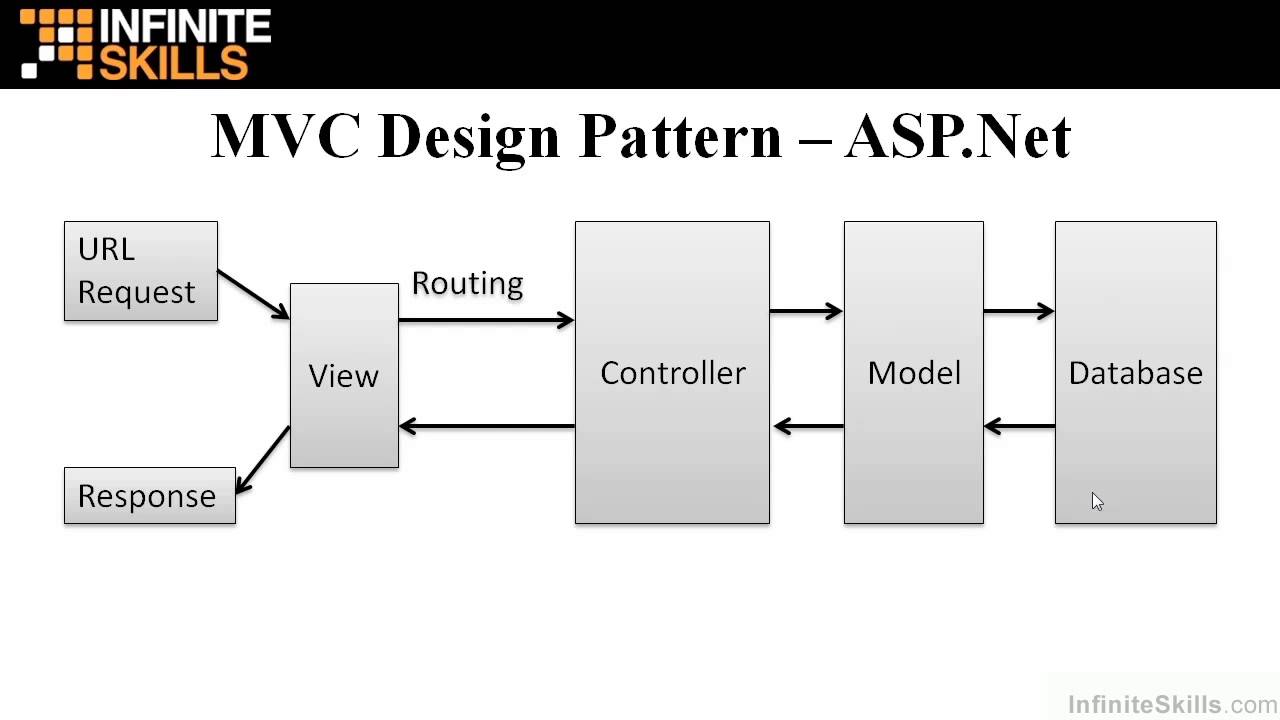 INFINITE
SKILLS
MVC Design Pattern – ASP.Net
URL
Request
Routing
View
Controller
Model
Database
Response
InfiniteSkills.com